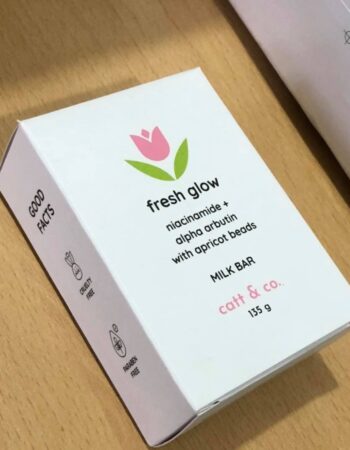 fresh glow
niacinamide +
alpha arbutin
with apricot beads
MILK BAR
catt & co.
135 g
GOOD
FACTS
CRUELTY
FREE
PARABEN
FREE